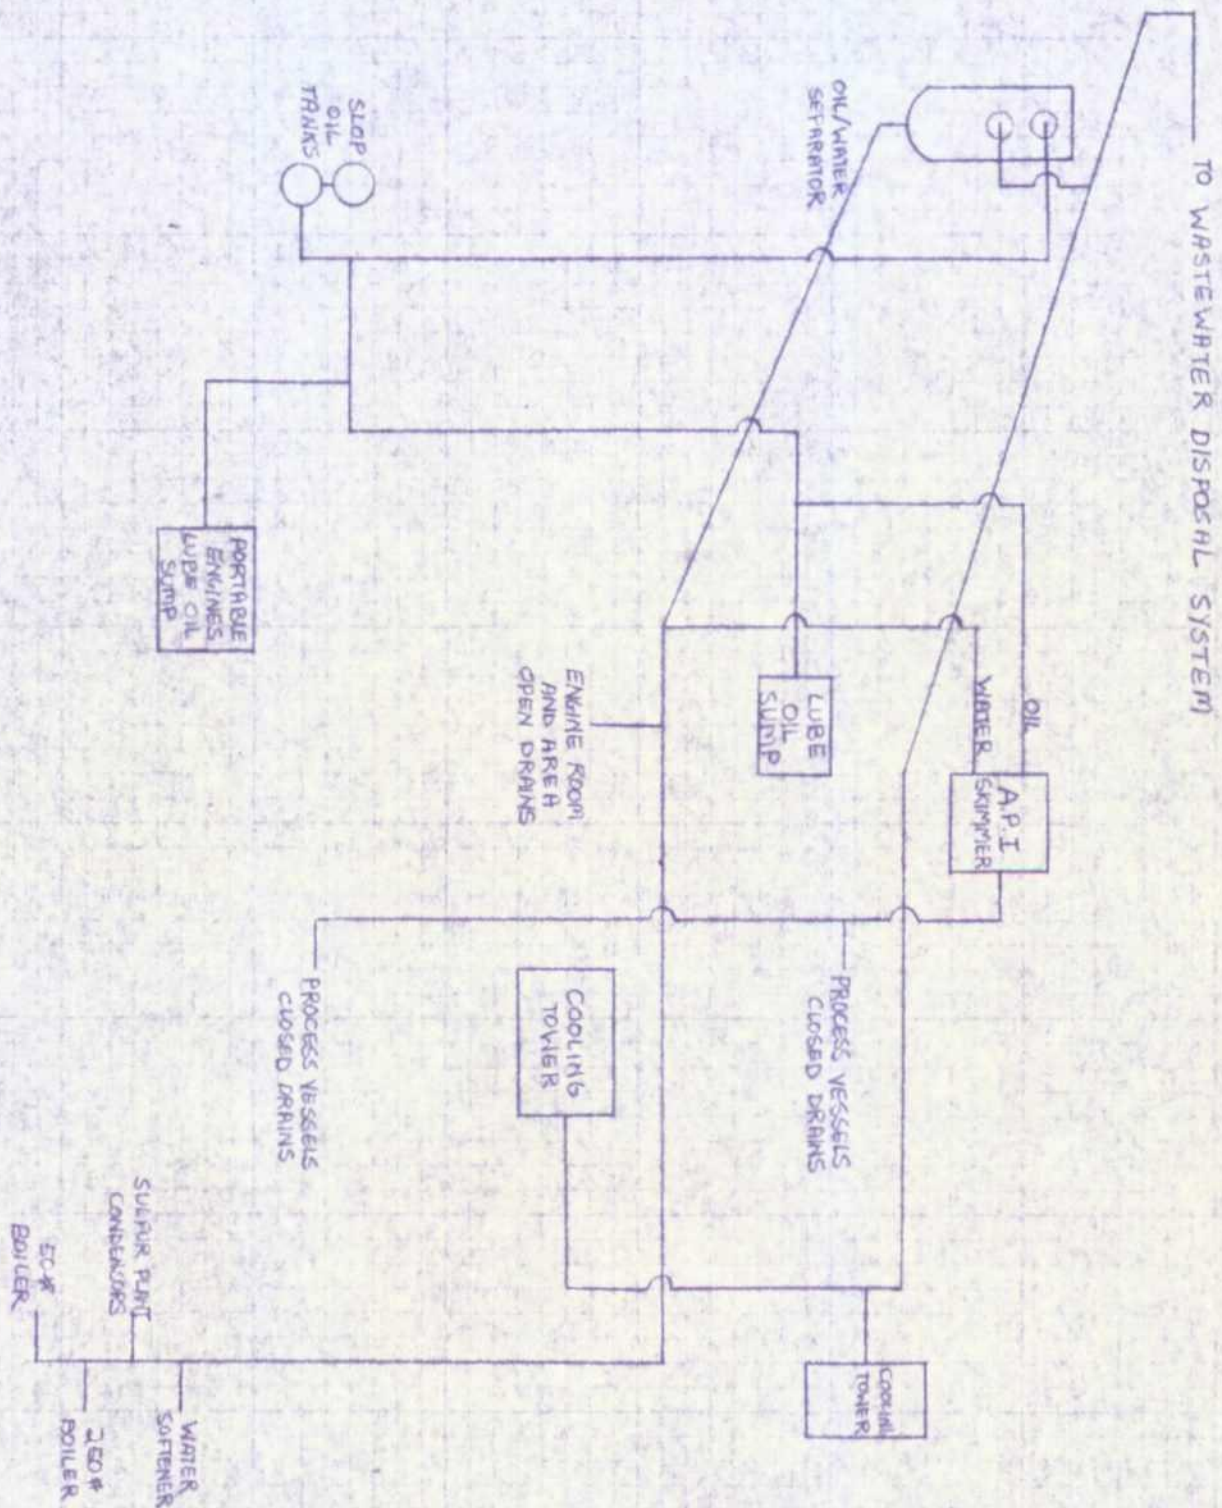 TO WASTEWATER DISPOSAL SYSTEM
OIL/WATER
SEPARATOR
SLOP
OIL
TANKS
OIL
WATER
A.P.I
SKIMMER
LUBE
OIL
SUMP
PORTABLE
ENGINES
LUBE OIL
SUMP
ENGINE ROOM
AND AREA
OPEN DRAINS
PROCESS VESSELS
CLOSED DRAINS
PROCESS VESSELS
CLOSED DRAINS
COOLING
TOWER
COOLING
TOWER
SULFUR PLANT
CONDENSORS
BOILER
WATER
SOFTENER
250#
BOILER